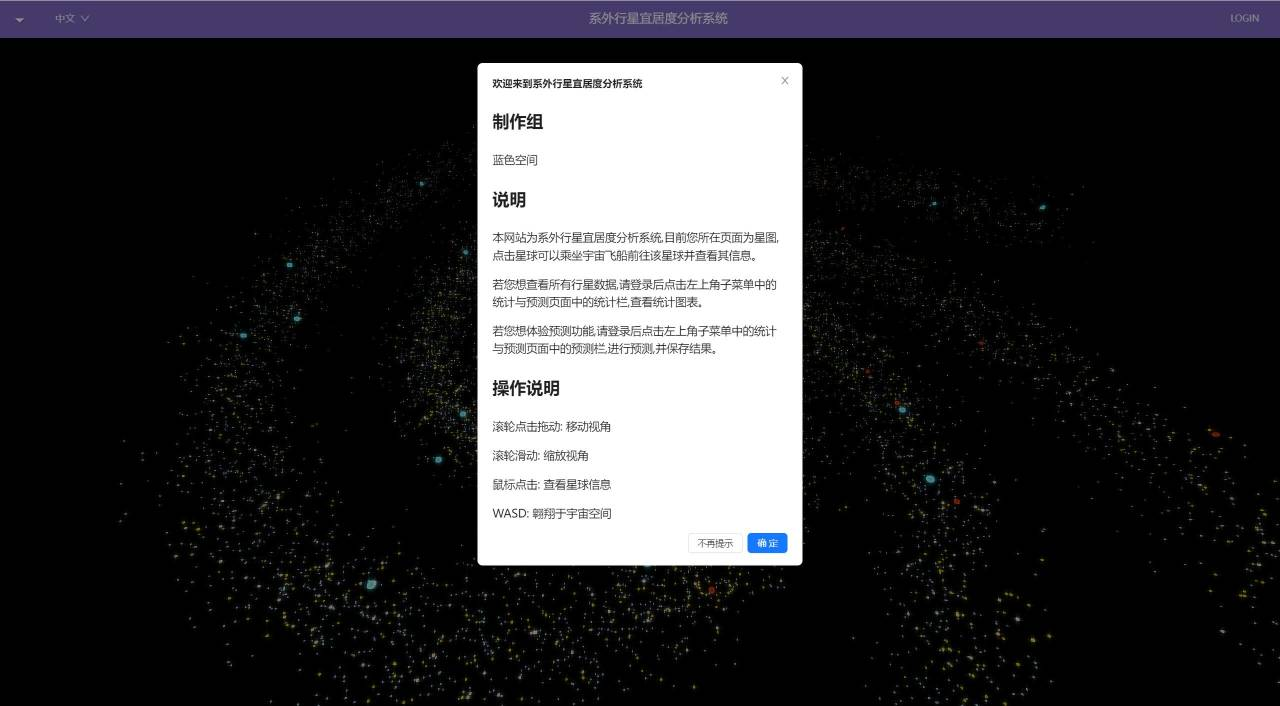 中文
系外行星宜居度分析系统
LOGIN
欢迎来到系外行星宜居度分析系统
制作组
蓝色空间
说明
本网站为系外行星宜居度分析系统,目前您所在页面为星图,
点击星球可以乘坐宇宙飞船前往该星球并查看其信息。
若您想查看所有行星数据,请登录后点击左上角子菜单中的
统计与预测页面中的统计栏,查看统计图表。
若您想体验预测功能,请登录后点击左上角子菜单中的统计
与预测页面中的预测栏,进行预测,并保存结果。
操作说明
滚轮点击拖动: 移动视角
滚轮滑动: 缩放视角
鼠标点击: 查看星球信息
WASD: 翱翔于宇宙空间
不再提示
确 定